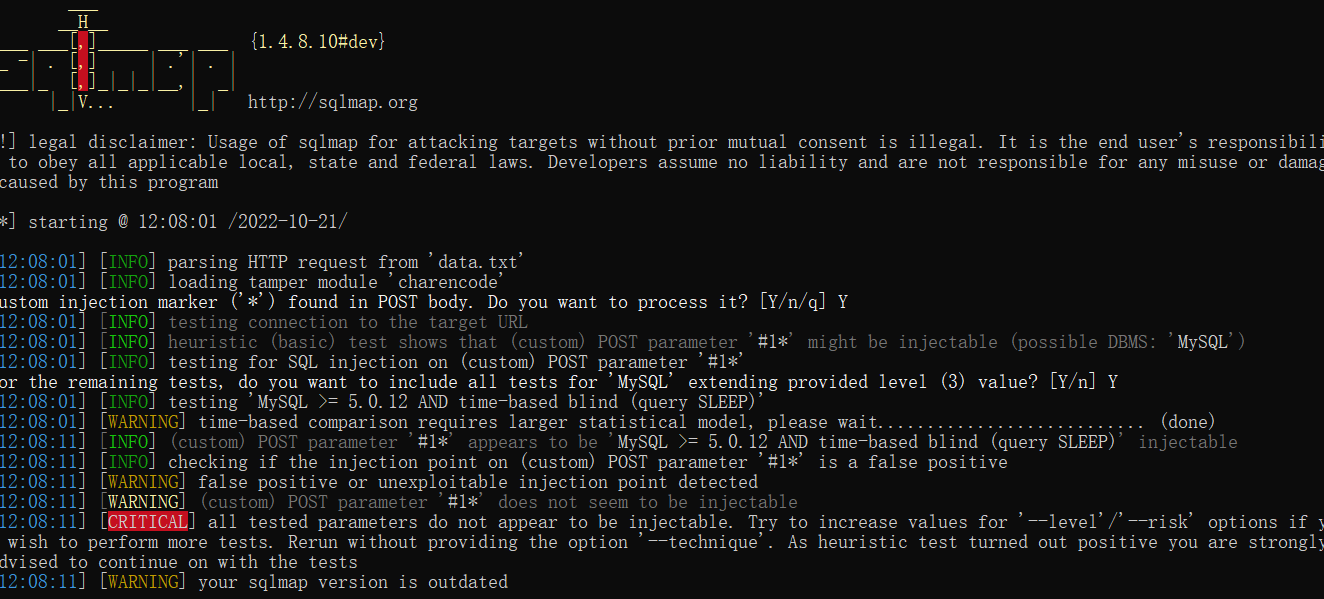 {1.4.8.10#dev}
http://sqlmap.org
!] legal disclaimer: Usage of sqlmap for attacking targets without prior mutual consent is illegal. It is the end user's responsibili
to obey all applicable local, state and federal laws. Developers assume no liability and are not responsible for any misuse or damag
caused by this program
*] starting @ 12:08:01 /2022-10-21/
12:08:01] [INFO] parsing HTTP request from 'data.txt'
12:08:01] [INFO] loading tamper module 'charencode'
ustom injection marker ('*') found in POST body. Do you want to process it? [Y/n/q] Y
12:08:01] [INFO] testing connection to the target URL
12:08:01] [INFO] heuristic (basic) test shows that (custom) POST parameter '#1*' might be injectable (possible DBMS: 'MySQL')
12:08:01] [INFO] testing for SQL injection on (custom) POST parameter '#1*'
or the remaining tests, do you want to include all tests for 'MySQL' extending provided level (3) value? [Y/n] Y
12:08:01] [INFO] testing 'MySQL >= 5.0.12 AND time-based blind (query SLEEP)'
12:08:01] [WARNING] time-based comparison requires larger statistical model, please wait........................... (done)
12:08:11] [INFO] (custom) POST parameter '#1*' appears to be 'MySQL >= 5.0.12 AND time-based blind (query SLEEP)' injectable
12:08:11] [INFO] checking if the injection point on (custom) POST parameter '#1*' is a false positive
12:08:11] [WARNING] false positive or unexploitable injection point detected
12:08:11] [WARNING] (custom) POST parameter '#1*' does not seem to be injectable
12:08:11] [CRITICAL] all tested parameters do not appear to be injectable. Try to increase values for '--level'/'--risk' options if y
wish to perform more tests. Rerun without providing the option '--technique'. As heuristic test turned out positive you are strongly
dvised to continue on with the tests
12:08:11] [WARNING] your sqlmap version is outdated